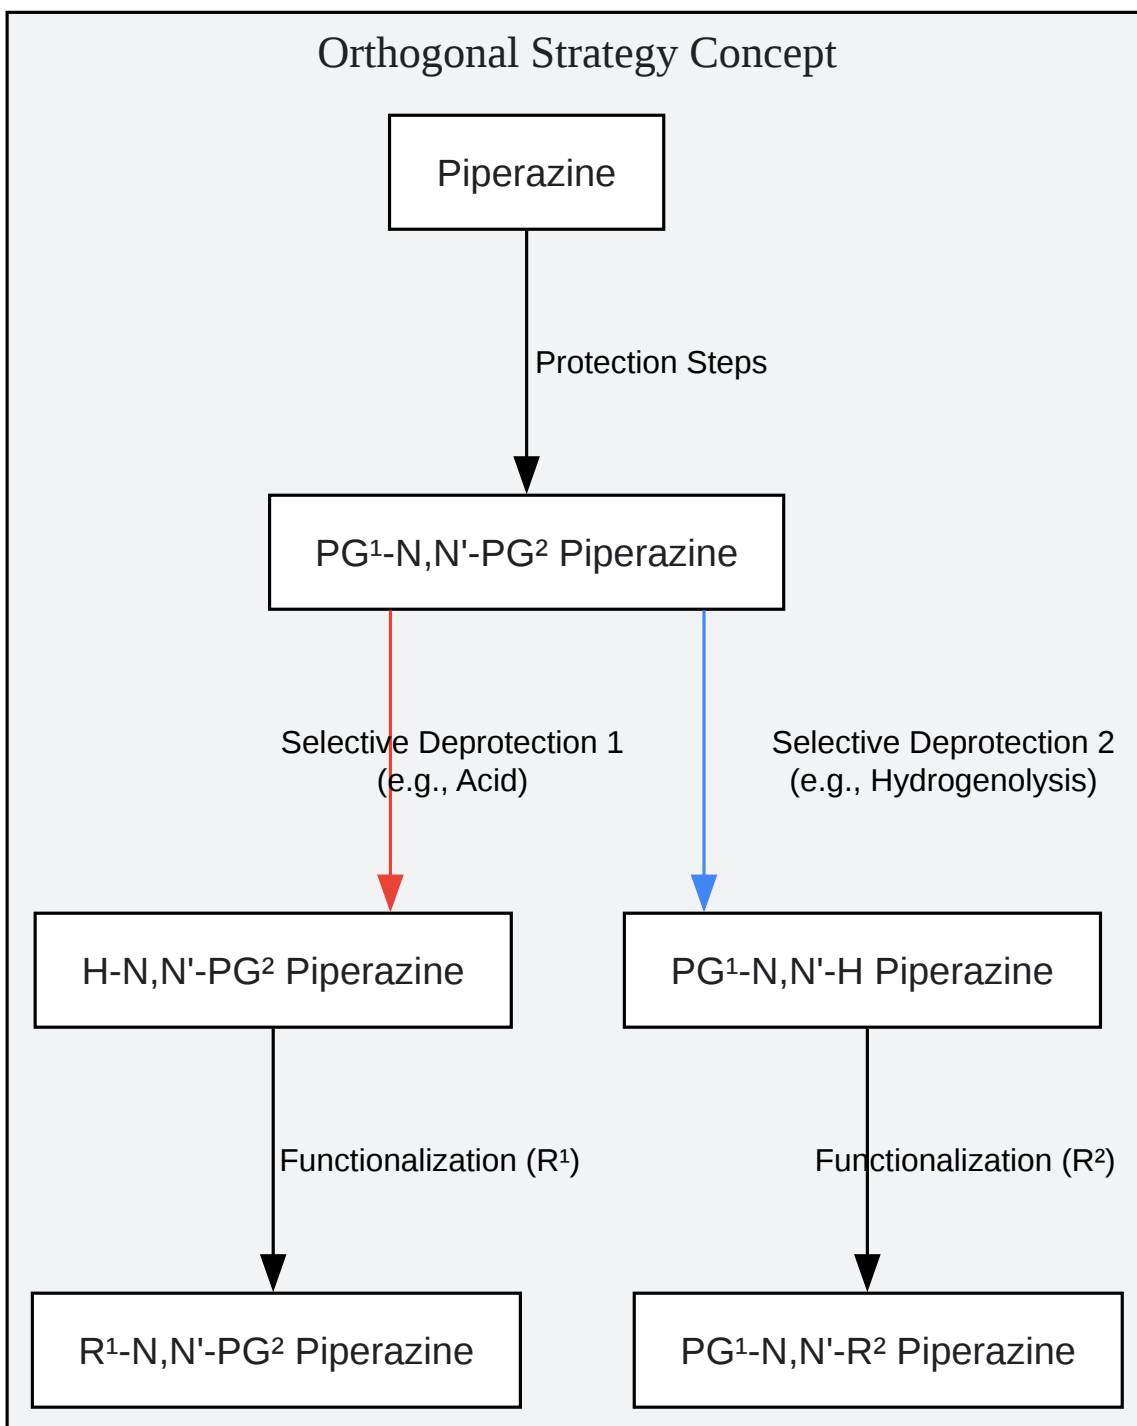 Orthogonal Strategy Concept
Piperazine
Protection Steps
PG¹-N,N'-PG² Piperazine
Selective Deprotection 1
(e.g., Acid)
Selective Deprotection 2
(e.g., Hydrogenolysis)
H-N,N'-PG² Piperazine
PG¹-N,N'-H Piperazine
Functionalization (R¹)
Functionalization (R²)
R¹-N,N'-PG² Piperazine
PG¹-N,N'-R² Piperazine